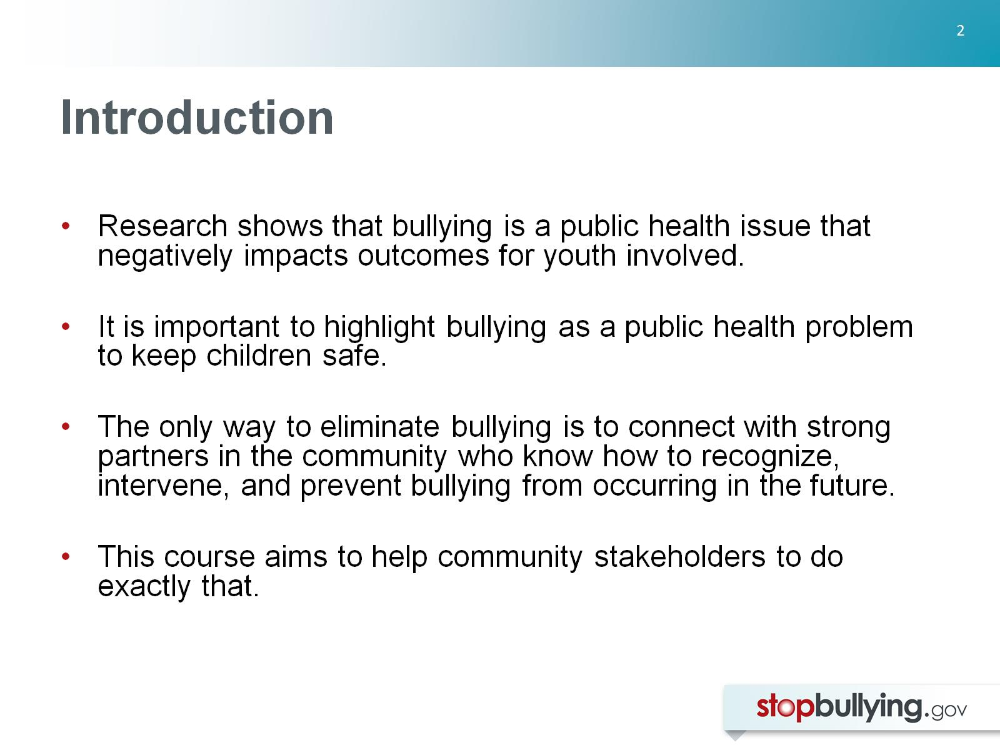 2
Introduction
• Research shows that bullying is a public health issue that
negatively impacts outcomes for youth involved.
• It is important to highlight bullying as a public health problem
to keep children safe.
• The only way to eliminate bullying is to connect with strong
partners in the community who know how to recognize,
intervene, and prevent bullying from occurring in the future.
• This course aims to help community stakeholders to do
exactly that.
stopbullying.gov